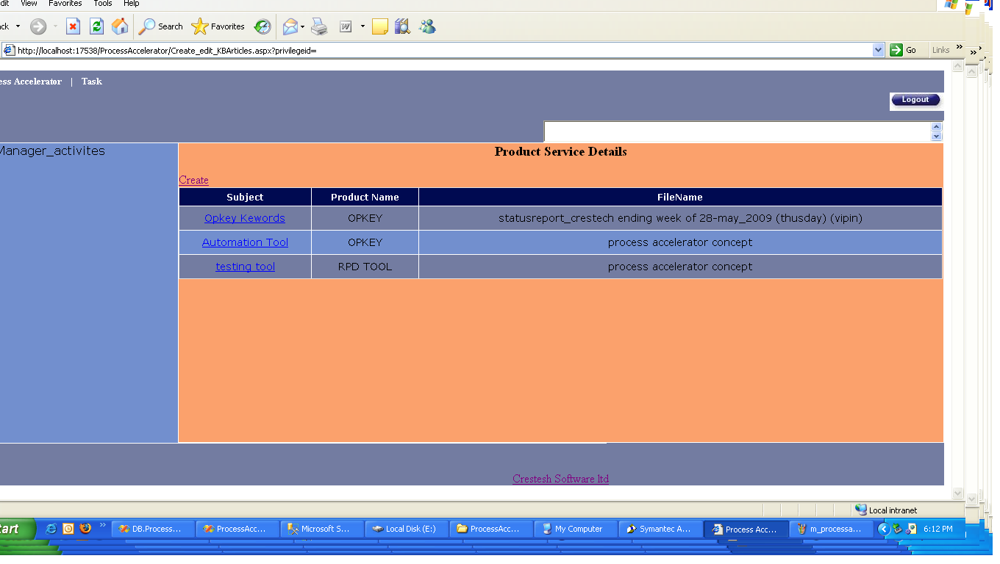 dit View Favorites Tools Help
ck Search Favorites
http://localhost:17538/ProcessAccelerator/Create_edit_KBArticles.aspx?privilegeid= Go Links »
ess Accelerator | Task
Logout
Manager_activites
Product Service Details
Create
Subject Product Name FileName
Opkey Kewords OPKEY statusreport_crestech ending week of 28-may_2009 (thusday) (vipin)
Automation Tool OPKEY process accelerator concept
testing tool RPD TOOL process accelerator concept
Crestesh Software ltd
Local intranet
tart » DB.Process... ProcessAcc... Microsoft S... Local Disk (E:) ProcessAcc... My Computer Symantec A... Process Acc... m_processa... 6:12 PM